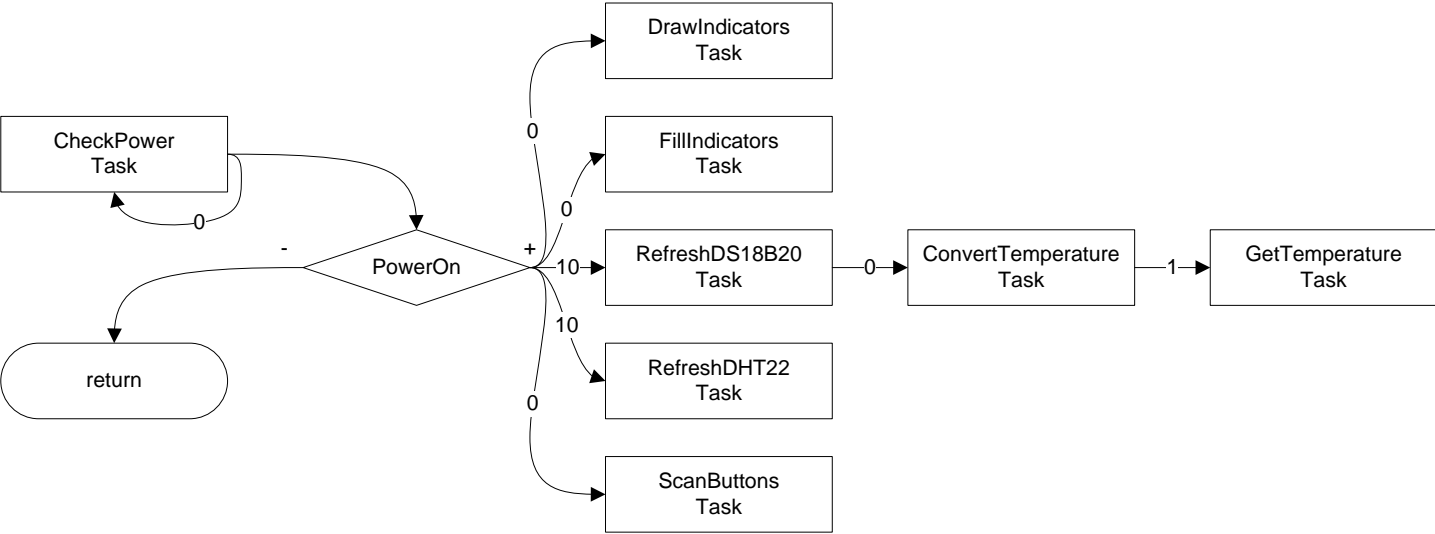 DrawIndicators
Task
0
CheckPower
Task
FillIndicators
Task
0
0
-
+
PowerOn
10
RefreshDS18B20
Task
0
ConvertTemperature
Task
1
GetTemperature
Task
10
return
RefreshDHT22
Task
0
ScanButtons
Task